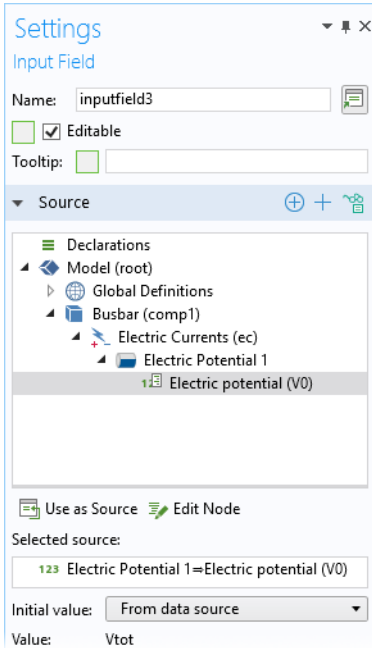 Settings
Input Field
Name: inputfield3
Editable
Tooltip:
Source
Declarations
Model (root)
Global Definitions
Busbar (comp1)
Electric Currents (ec)
Electric Potential 1
Electric potential (V0)
Use as Source Edit Node
Selected source:
123 Electric Potential 1=Electric potential (V0)
Initial value: From data source
Value: Vtot